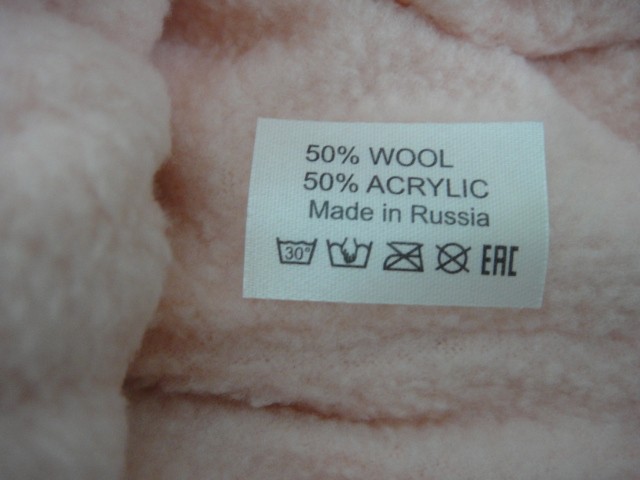 50% WOOL
50% ACRYLIC
Made in Russia
30° EAC